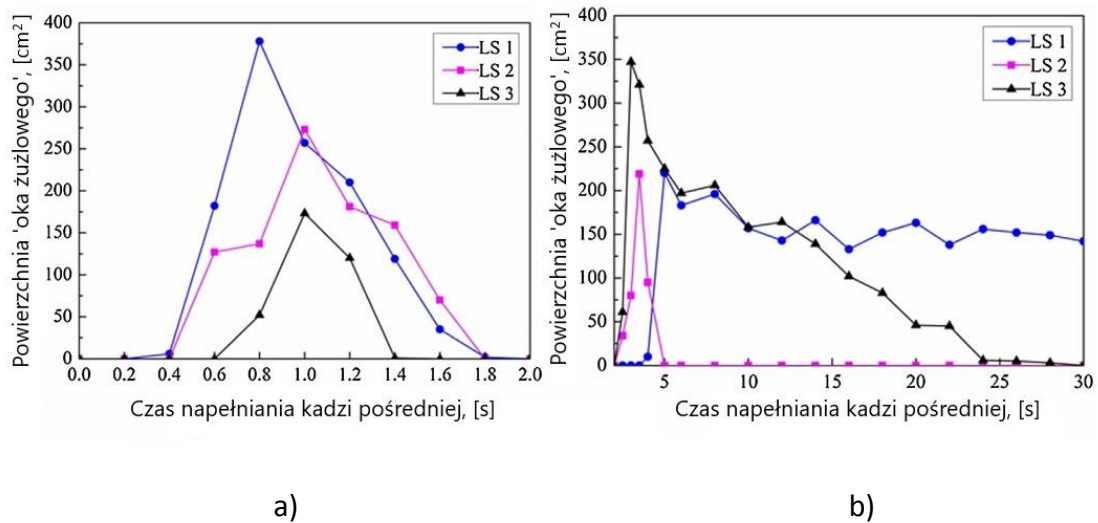 Powierzchnia 'oka żużlowego', [cm²]
400
350
300
250
200
150
100
50
0
LS 1
LS 2
LS 3
0.0 0.2 0.4 0.6 0.8 1.0 1.2 1.4 1.6 1.8 2.0
Czas napełniania kadzi pośredniej, [s]
a)
Powierzchnia 'oka żużlowego', [cm²]
400
350
300
250
200
150
100
50
0
LS 1
LS 2
LS 3
5 10 15 20 25 30
Czas napełniania kadzi pośredniej, [s]
b)